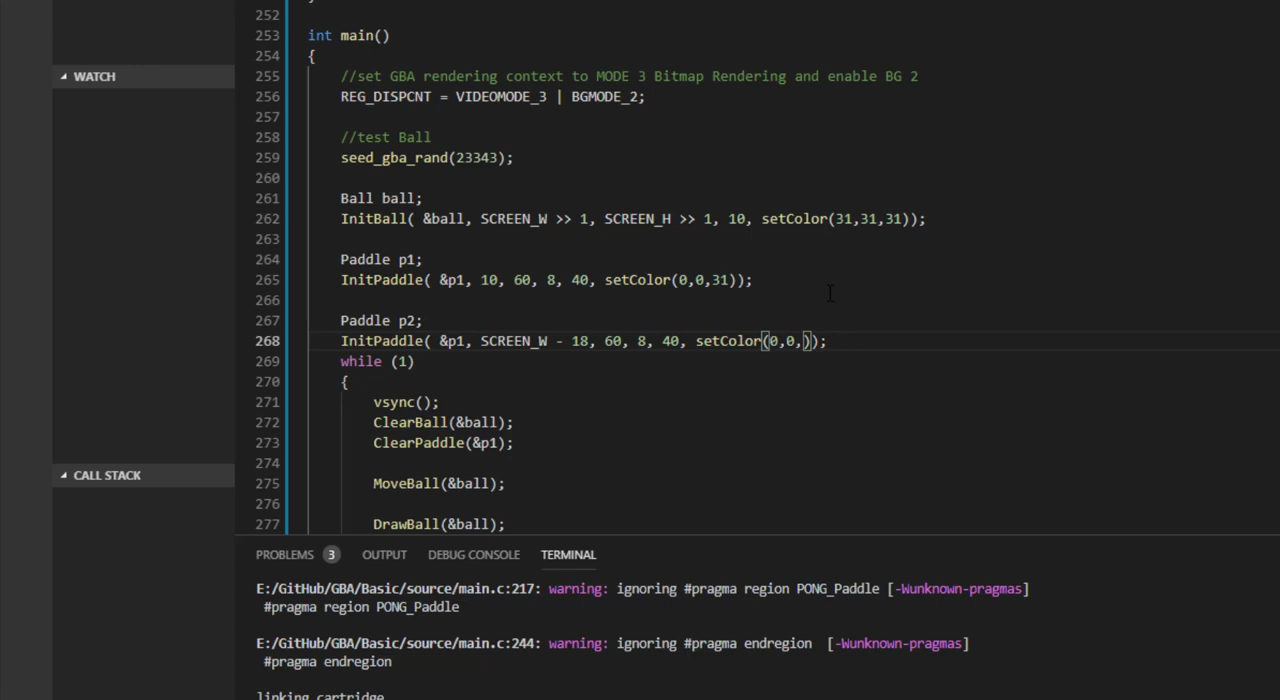 252
253 int main()
254 {
WATCH
255 //set GBA rendering context to MODE 3 Bitmap Rendering and enable BG 2
256 REG_DISPCNT = VIDEOMODE_3 | BGMODE_2;
257
258 //test Ball
259 seed_gba_rand(23343);
260
261 Ball ball;
262 InitBall( &ball, SCREEN_W >> 1, SCREEN_H >> 1, 10, setColor(31,31,31));
263
264 Paddle p1;
265 InitPaddle( &p1, 10, 60, 8, 40, setColor(0,0,31));
266
267 Paddle p2;
268 InitPaddle( &p1, SCREEN_W - 18, 60, 8, 40, setColor(0,0,));
269 while (1)
270 {
271 vsync();
272 ClearBall(&ball);
273 ClearPaddle(&p1);
274
CALL STACK
275 MoveBall(&ball);
276
277 DrawBall(&ball);
PROBLEMS 3 OUTPUT DEBUG CONSOLE TERMINAL
E:/GitHub/GBA/Basic/source/main.c:217: warning: ignoring #pragma region PONG_Paddle [-Wunknown-pragmas]
#pragma region PONG_Paddle
E:/GitHub/GBA/Basic/source/main.c:244: warning: ignoring #pragma endregion [-Wunknown-pragmas]
#pragma endregion
linking cartridge